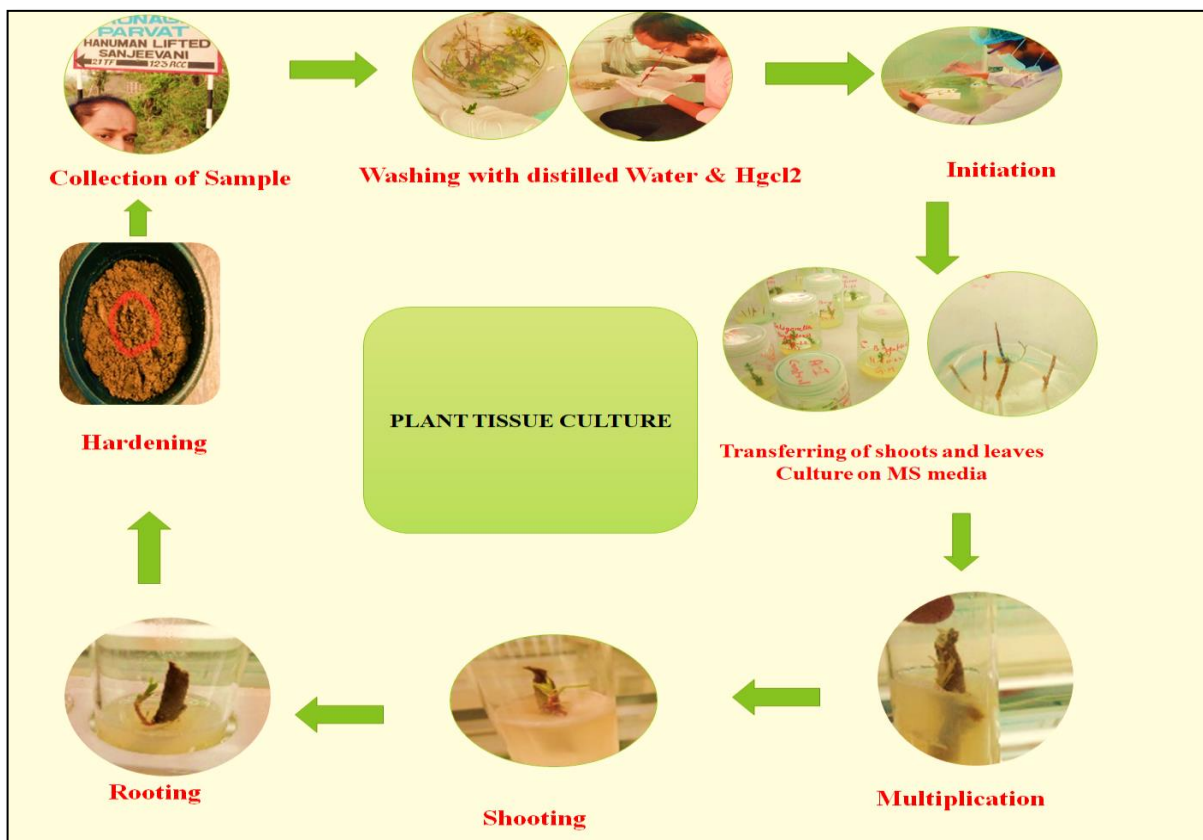 PARVAT
HANUMAN LIFTED
SANJEEVANI
Collection of Sample
Washing with distilled Water & Hgcl2
Initiation
Transferring of shoots and leaves
Culture on MS media
Multiplication
Shooting
Rooting
Hardening
PLANT TISSUE CULTURE